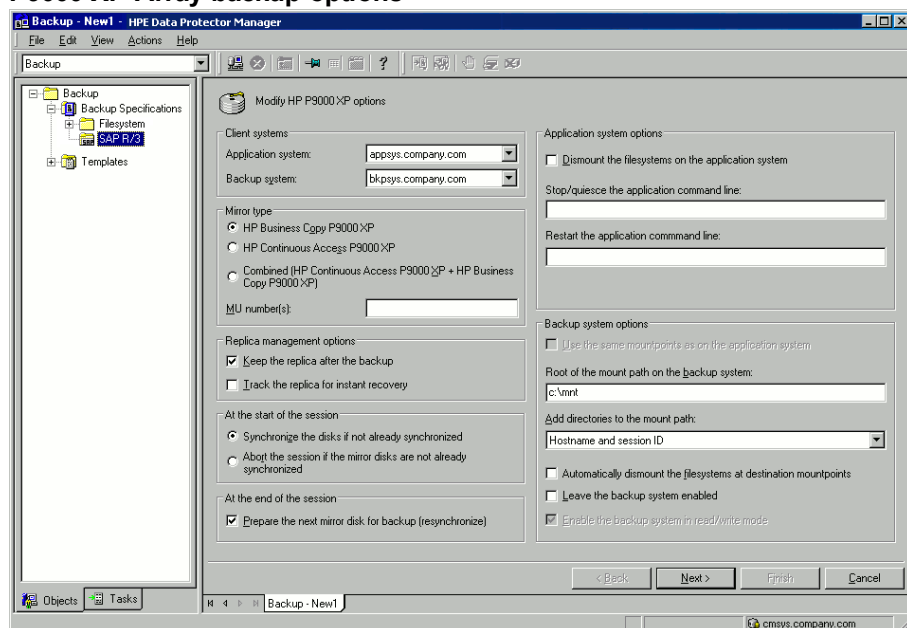 Backup - New1 - HPE Data Protector Manager
File Edit View Actions Help
Backup
Backup
Backup Specifications
Filesystem
SAP R/3
Templates
Modify HP P9000 XP options
Client systems
Application system: appsys.company.com
Backup system: bkpsys.company.com
Mirror type
HP Business Copy P9000 XP
HP Continuous Access P9000 XP
Combined (HP Continuous Access P9000 XP + HP Business
Copy P9000 XP)
MU number(s):
Replica management options
Keep the replica after the backup
Track the replica for instant recovery
At the start of the session
Synchronize the disks if not already synchronized
Abort the session if the mirror disks are not already
synchronized
At the end of the session
Prepare the next mirror disk for backup (resynchronize)
Application system options
Dismount the filesystems on the application system
Stop/quiesce the application command line:
Restart the application commmand line:
Backup system options
Use the same mountpoints as on the application system
Root of the mount path on the backup system:
c:\mnt
Add directories to the mount path:
Hostname and session ID
Automatically dismount the filesystems at destination mountpoints
Leave the backup system enabled
Enable the backup system in read/write mode
< Back Next > Finish Cancel
Objects Tasks
Backup - New1
cmsys.company.com